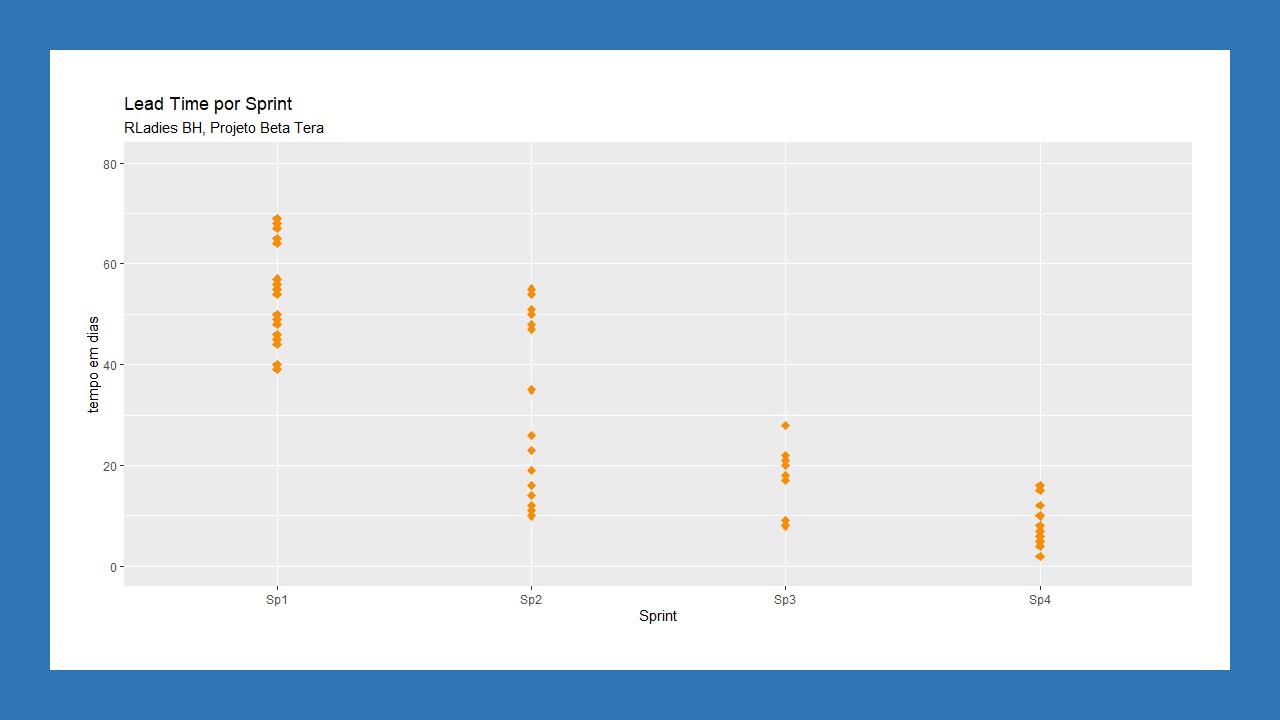 Lead Time por Sprint
RLadies BH, Projeto Beta Tera
80
60
40
20
0
tempo em dias
Sp1 Sp2 Sp3 Sp4
Sprint